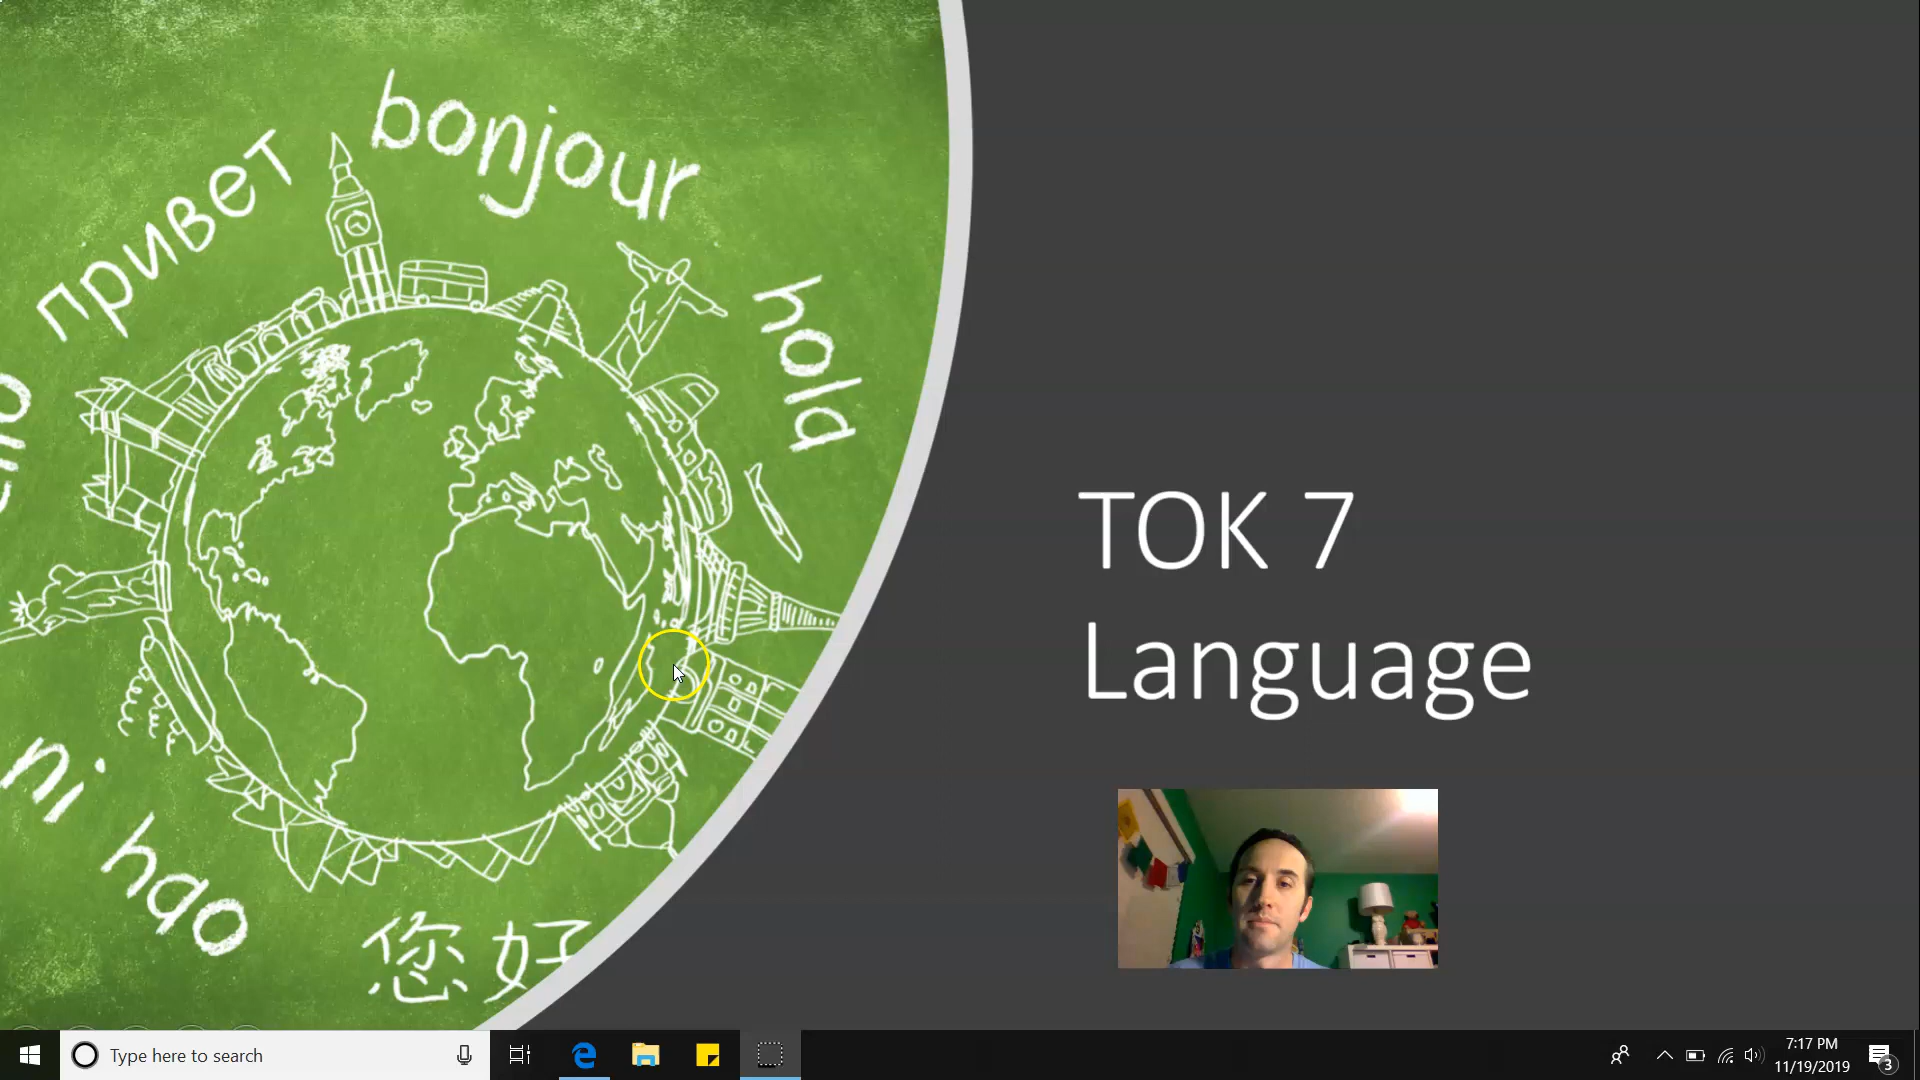 bonjour
привет
hola
ni hao
您好
TOK 7
Language
Type here to search
7:17 PM
11/19/2019
3